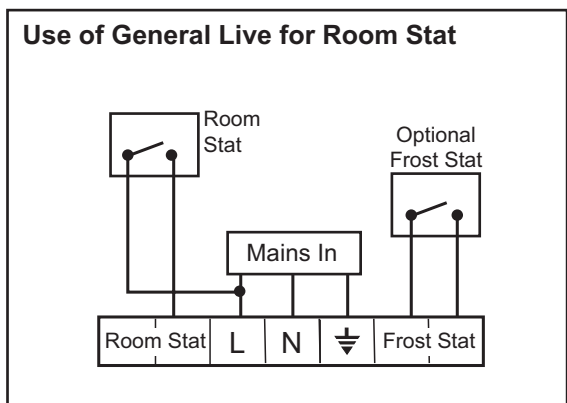 Use of General Live for Room Stat
Room
Stat
Optional
Frost Stat
Mains In
Room Stat L N Frost Stat